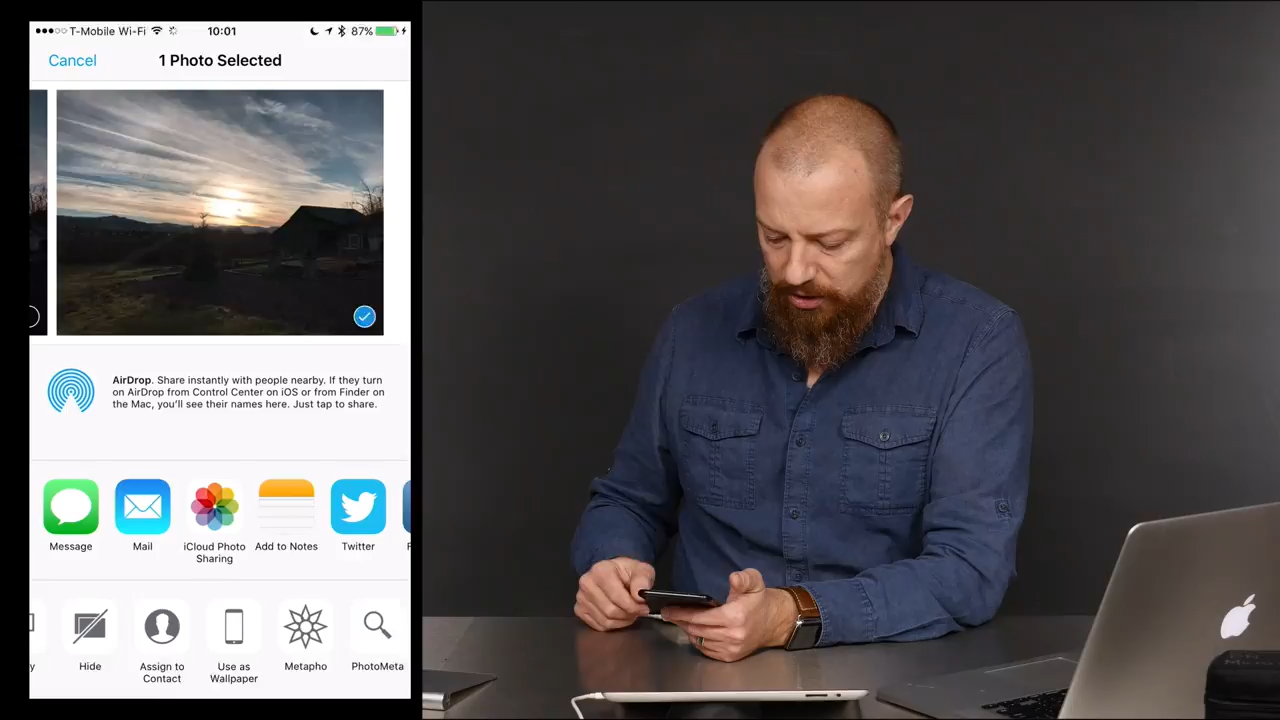 T-Mobile Wi-Fi 10:01 87%
Cancel 1 Photo Selected
AirDrop. Share instantly with people nearby. If they turn
on AirDrop from Control Center on iOS or from Finder on
the Mac, you'll see their names here. Just tap to share.
Message Mail iCloud Photo Add to Notes Twitter
Sharing
Hide Assign to Use as Metapho PhotoMeta
Contact Wallpaper